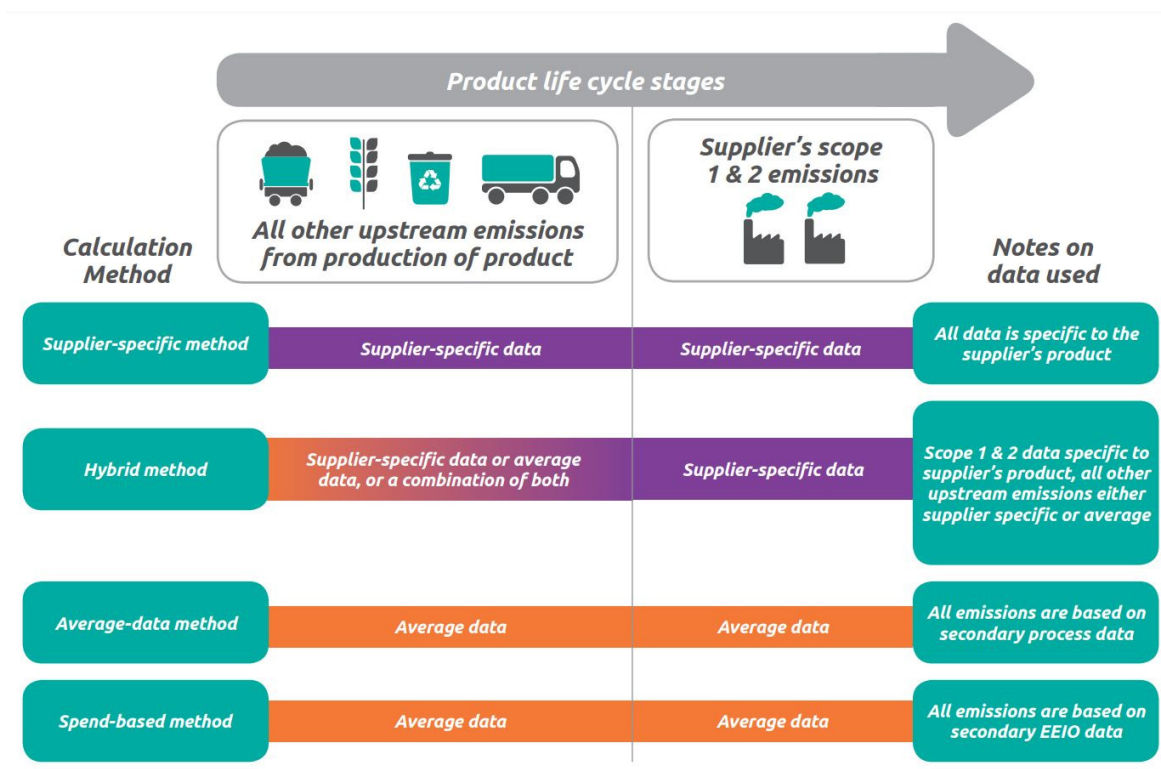 Product life cycle stages
All other upstream emissions
from production of product
Supplier's scope
1 & 2 emissions
Calculation
Method
Notes on
data used
Supplier-specific method
Supplier-specific data
Supplier-specific data
All data is specific to the
supplier's product
Hybrid method
Supplier-specific data or average
data, or a combination of both
Supplier-specific data
Scope 1 & 2 data specific to
supplier's product, all other
upstream emissions either
supplier specific or average
Average-data method
Average data
Average data
All emissions are based on
secondary process data
Spend-based method
Average data
Average data
All emissions are based on
secondary EEIO data